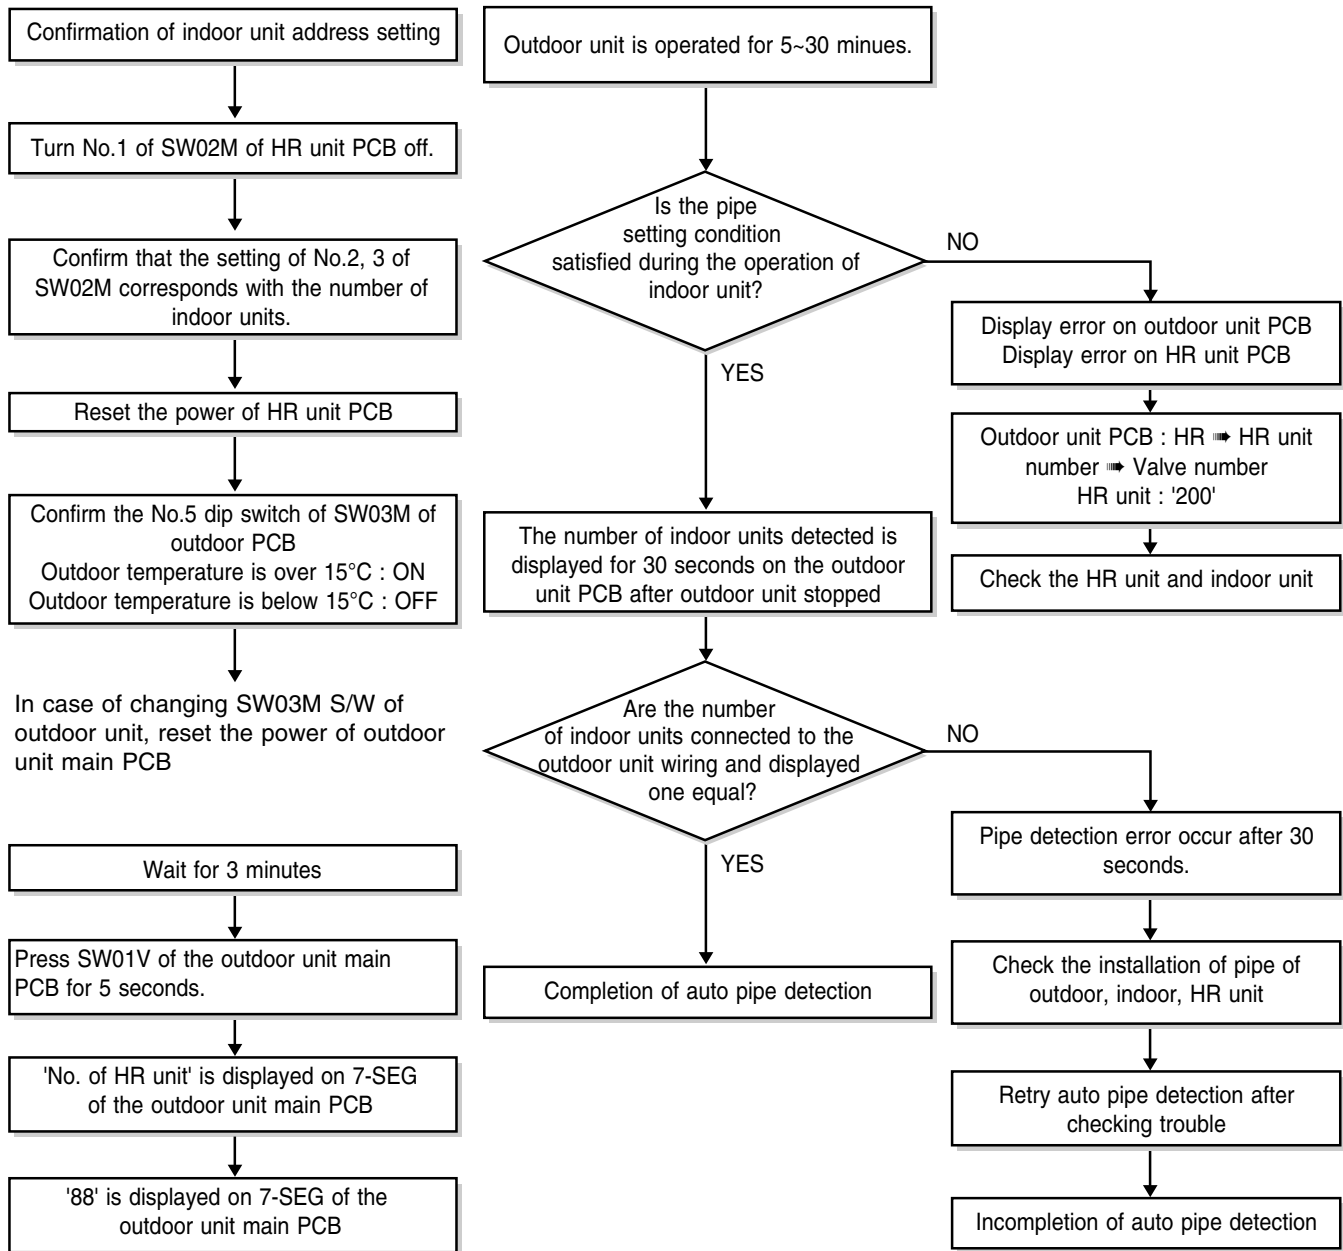 Confirmation of indoor unit address setting
Turn No.1 of SW02M of HR unit PCB off.
Confirm that the setting of No.2, 3 of
SW02M corresponds with the number of
indoor units.
Reset the power of HR unit PCB
Confirm the No.5 dip switch of SW03M of
outdoor PCB
Outdoor temperature is over 15°C : ON
Outdoor temperature is below 15°C : OFF
In case of changing SW03M S/W of
outdoor unit, reset the power of outdoor
unit main PCB
Wait for 3 minutes
Press SW01V of the outdoor unit main
PCB for 5 seconds.
'No. of HR unit' is displayed on 7-SEG
of the outdoor unit main PCB
'88' is displayed on 7-SEG of the
outdoor unit main PCB
Outdoor unit is operated for 5~30 minues.
Is the pipe
setting condition
satisfied during the operation of
indoor unit?
NO
YES
Display error on outdoor unit PCB
Display error on HR unit PCB
Outdoor unit PCB : HR ➠ HR unit
number ➠ Valve number
HR unit : '200'
Check the HR unit and indoor unit
The number of indoor units detected is
displayed for 30 seconds on the outdoor
unit PCB after outdoor unit stopped
Are the number
of indoor units connected to the
outdoor unit wiring and displayed
one equal?
NO
YES
Completion of auto pipe detection
Pipe detection error occur after 30
seconds.
Check the installation of pipe of
outdoor, indoor, HR unit
Retry auto pipe detection after
checking trouble
Incompletion of auto pipe detection